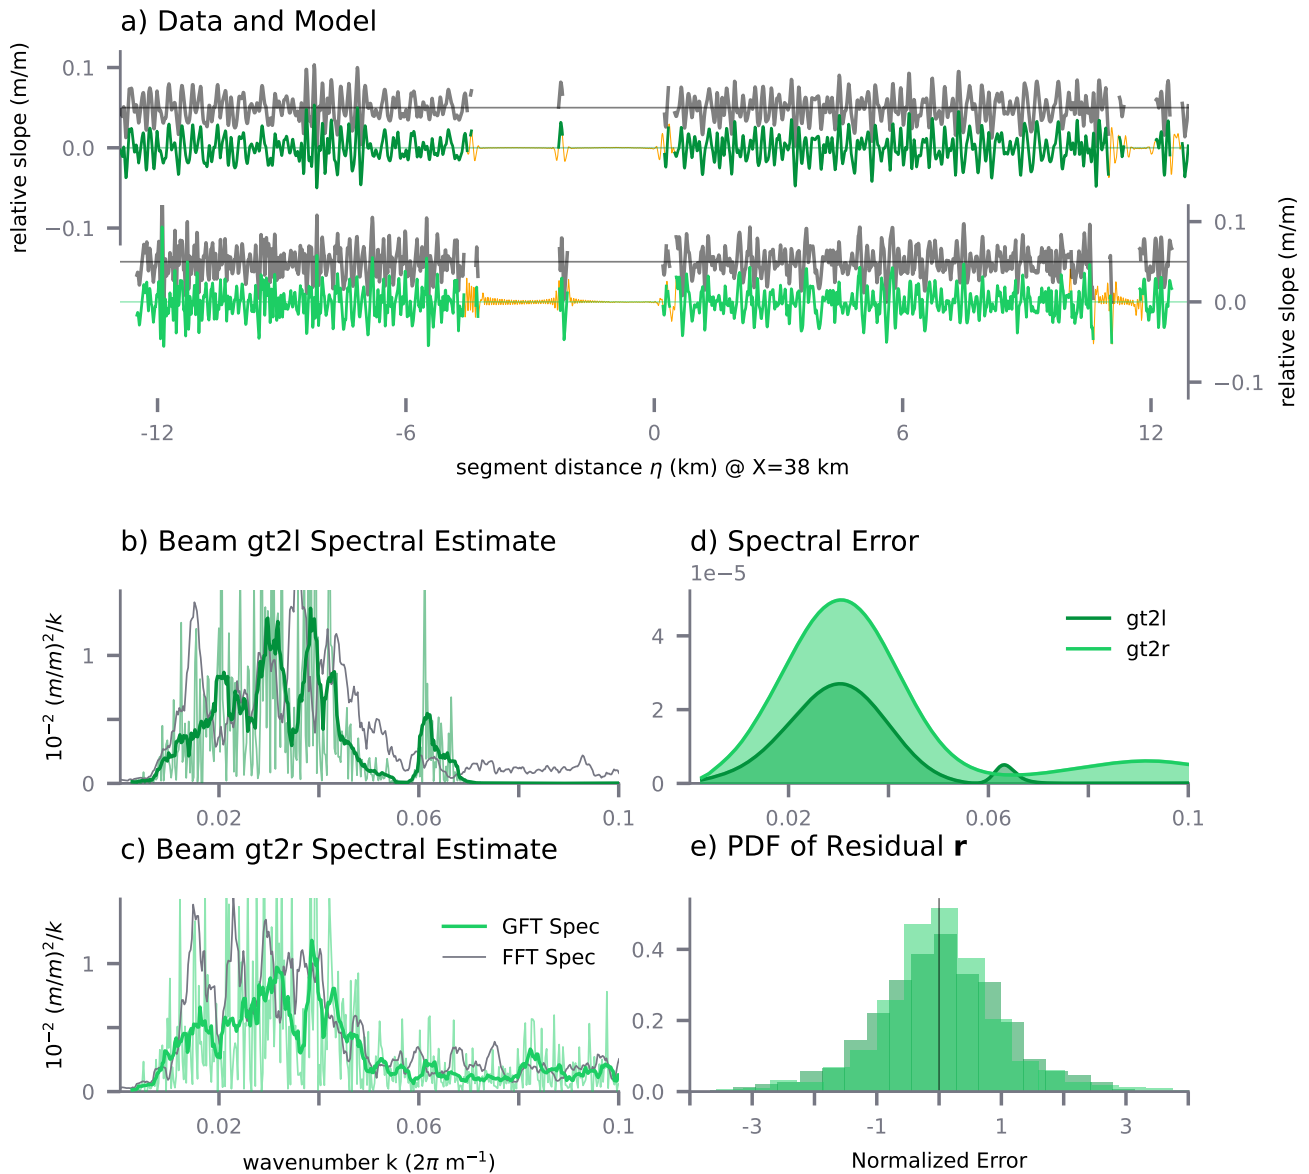 a) Data and Model
relative slope (m/m)
0.1
0.0
−0.1
0.1
0.0
−0.1
relative slope (m/m)
-12
-6
0
6
12
segment distance η (km) @ X=38 km
b) Beam gt2l Spectral Estimate
10⁻² (m/m)²/k
1
0
0.02
0.06
0.1
d) Spectral Error
1e−5
4
2
0
gt2l
gt2r
0.02
0.06
0.1
c) Beam gt2r Spectral Estimate
10⁻² (m/m)²/k
1
0
GFT Spec
FFT Spec
0.02
0.06
0.1
wavenumber k (2π m⁻¹)
e) PDF of Residual r
0.4
0.2
0.0
-3
-1
1
3
Normalized Error